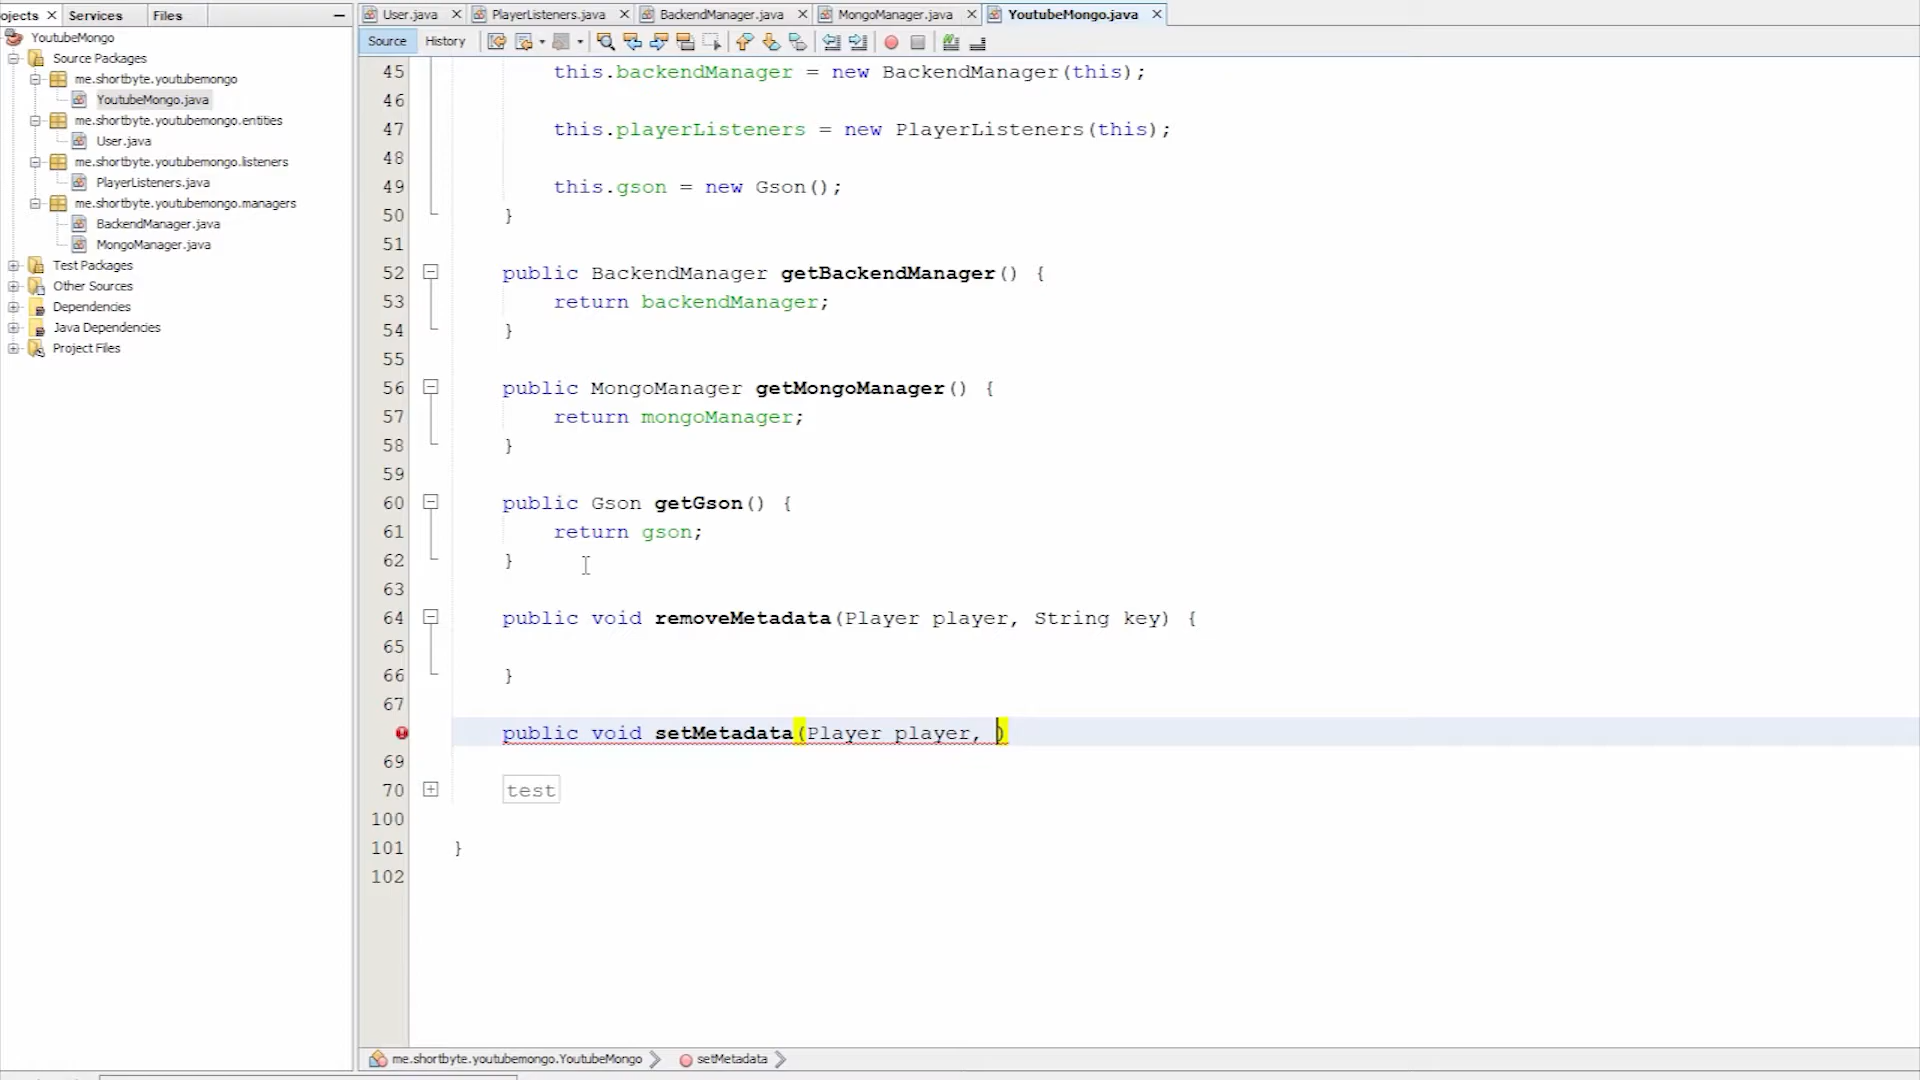 ojects
Services
Files
YoutubeMongo
Source Packages
me.shortbyte.youtubemongo
YoutubeMongo.java
me.shortbyte.youtubemongo.entities
User.java
me.shortbyte.youtubemongo.listeners
PlayerListeners.java
me.shortbyte.youtubemongo.managers
BackendManager.java
MongoManager.java
Test Packages
Other Sources
Dependencies
Java Dependencies
Project Files
User.java
PlayerListeners.java
BackendManager.java
MongoManager.java
YoutubeMongo.java
Source
History
45 this.backendManager = new BackendManager(this);
46
47 this.playerListeners = new PlayerListeners(this);
48
49 this.gson = new Gson();
50 }
51
52 public BackendManager getBackendManager() {
53 return backendManager;
54 }
55
56 public MongoManager getMongoManager() {
57 return mongoManager;
58 }
59
60 public Gson getGson() {
61 return gson;
62 }
63
64 public void removeMetadata(Player player, String key) {
65
66 }
67
public void setMetadata(Player player, )
69
70 test
100
101 }
102
me.shortbyte.youtubemongo.YoutubeMongo
setMetadata